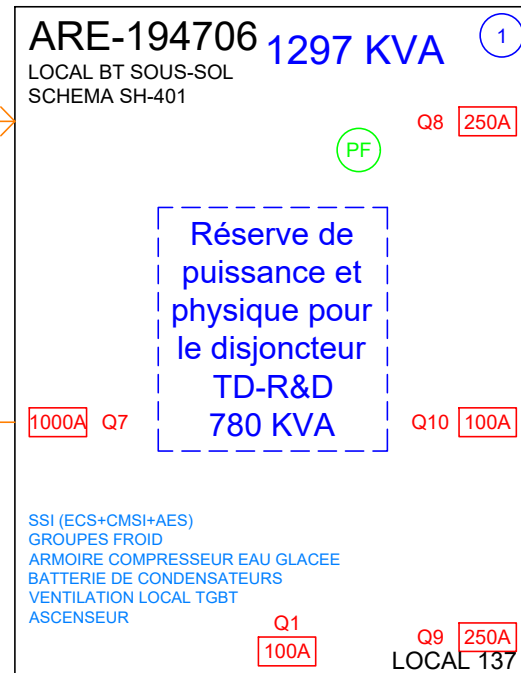 ARE-194706 1297 KVA 1
LOCAL BT SOUS-SOL
SCHEMA SH-401
Q8 250A
PF
Réserve de
puissance et
physique pour
le disjoncteur
TD-R&D
780 KVA
1000A Q7
Q10 100A
SSI (ECS+CMSI+AES)
GROUPES FROID
ARMOIRE COMPRESSEUR EAU GLACEE
BATTERIE DE CONDENSATEURS
VENTILATION LOCAL TGBT
ASCENSEUR
Q1
100A
Q9 250A
LOCAL 137